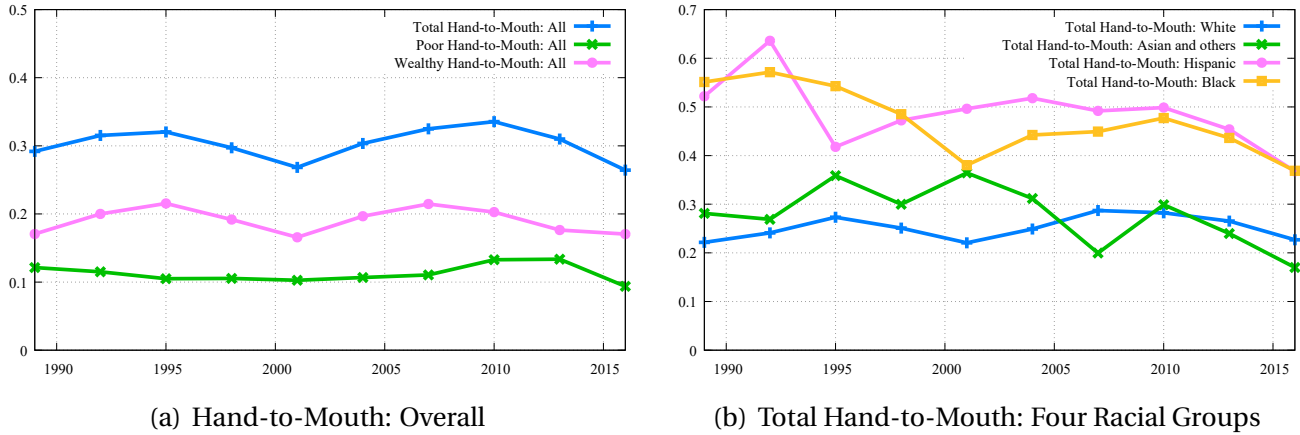 Total Hand-to-Mouth: All
Poor Hand-to-Mouth: All
Wealthy Hand-to-Mouth: All
0.5
0.4
0.3
0.2
0.1
0
1990 1995 2000 2005 2010 2015
(a) Hand-to-Mouth: Overall
Total Hand-to-Mouth: White
Total Hand-to-Mouth: Asian and others
Total Hand-to-Mouth: Hispanic
Total Hand-to-Mouth: Black
0.7
0.6
0.5
0.4
0.3
0.2
0.1
0
1990 1995 2000 2005 2010 2015
(b) Total Hand-to-Mouth: Four Racial Groups